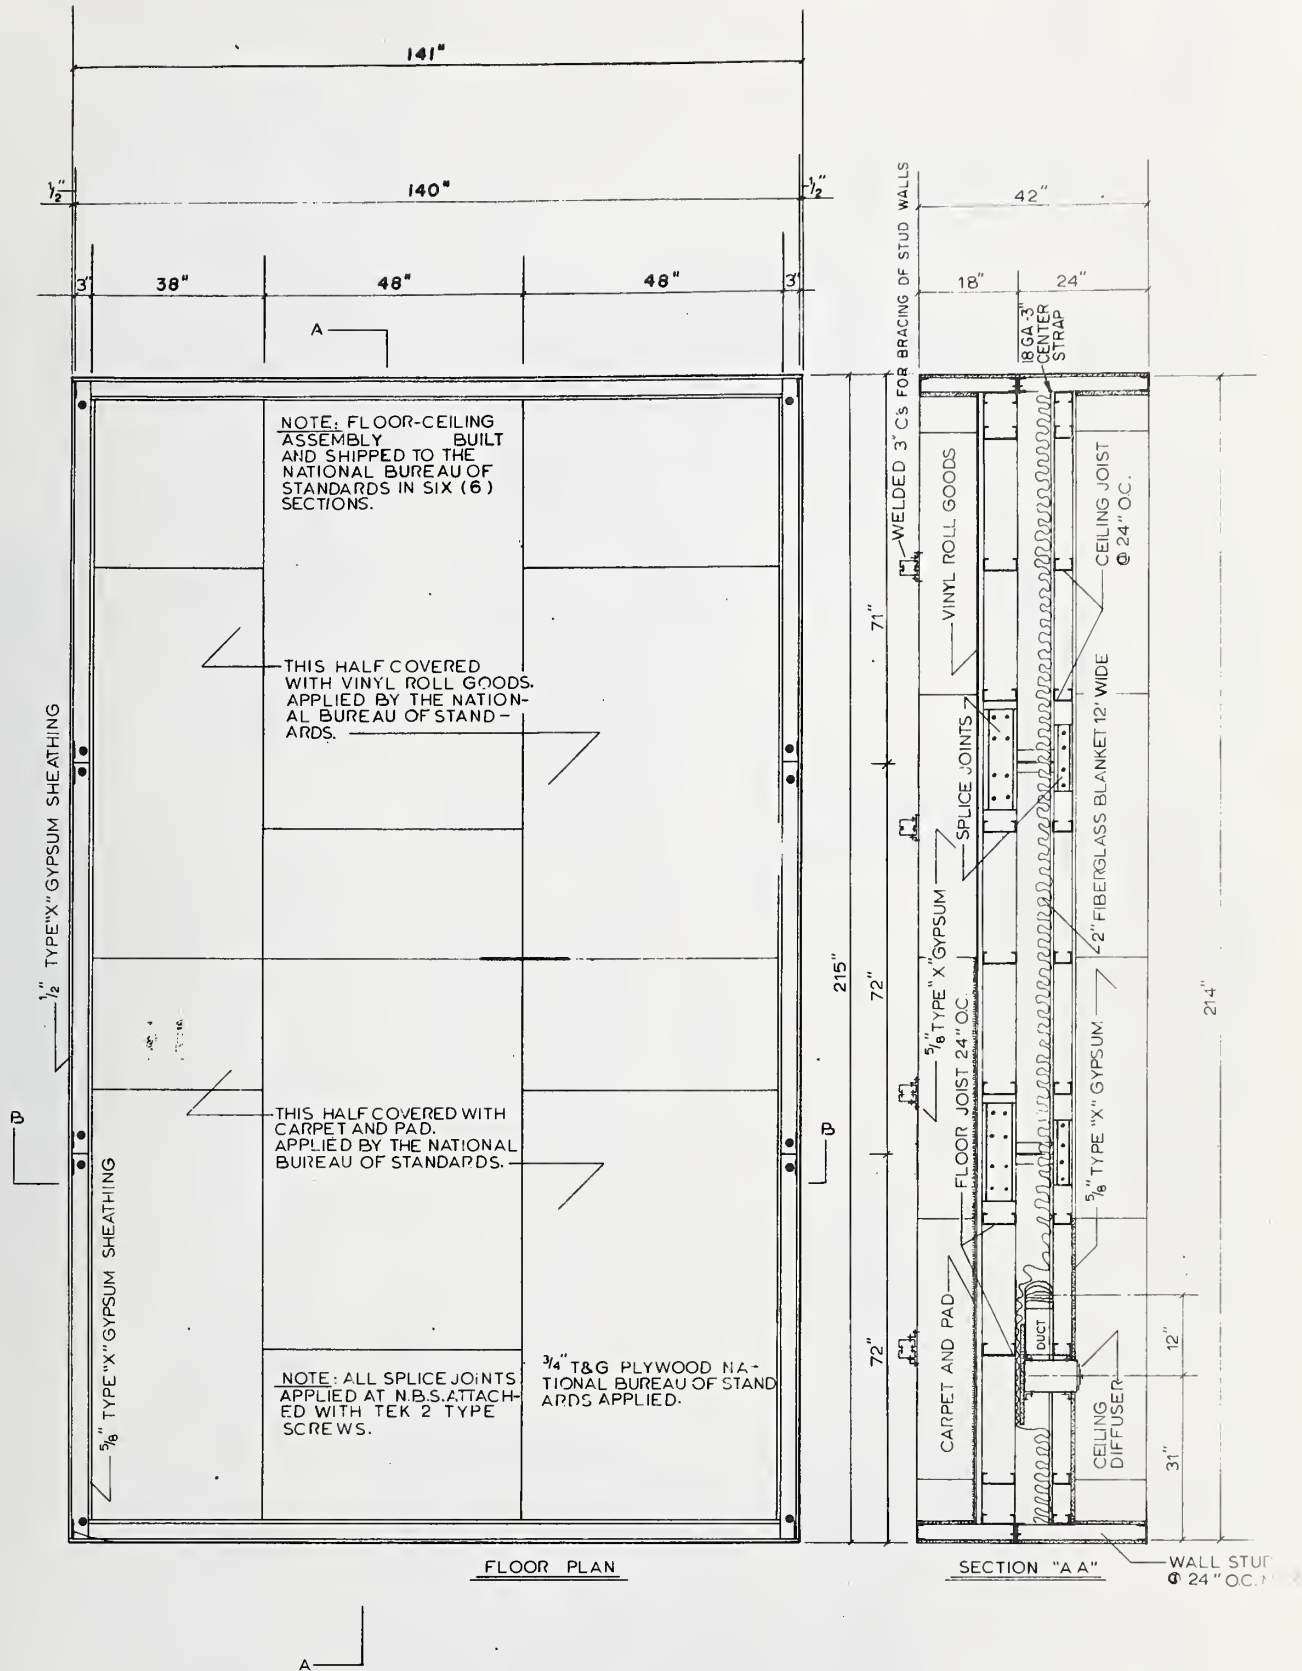 141"
½"
140"
½"
3"
38"
48"
48"
3"
A
NOTE: FLOOR-CEILING
ASSEMBLY BUILT
AND SHIPPED TO THE
NATIONAL BUREAU OF
STANDARDS IN SIX (6)
SECTIONS.
THIS HALF COVERED
WITH VINYL ROLL GOODS.
APPLIED BY THE NATION-
AL BUREAU OF STAND-
ARDS.
½" TYPE "X" GYPSUM SHEATHING
THIS HALF COVERED WITH
CARPET AND PAD.
APPLIED BY THE NATIONAL
BUREAU OF STANDARDS.
B
B
⅝" TYPE "X" GYPSUM SHEATHING
NOTE: ALL SPLICE JOINTS
APPLIED AT N.B.S. ATTACH-
ED WITH TEK 2 TYPE
SCREWS.
¾" T&G PLYWOOD NA-
TIONAL BUREAU OF STAND
ARDS APPLIED.
FLOOR PLAN
A
71"
72"
72"
215"
WELDED 3" C's FOR BRACING OF STUD WALLS
42"
18"
24"
18 GA-3"
CENTER
STRAP
VINYL ROLL GOODS
CEILING JOIST
@ 24" O.C.
SPLICE JOINTS
2" FIBERGLASS BLANKET 12' WIDE
⅝" TYPE "X" GYPSUM
FLOOR JOIST 24" O.C.
⅝" TYPE "X" GYPSUM
214"
CARPET AND PAD
DUCT
12"
CEILING
DIFFUSER
31"
SECTION "A A"
WALL STUD
@ 24" O.C.